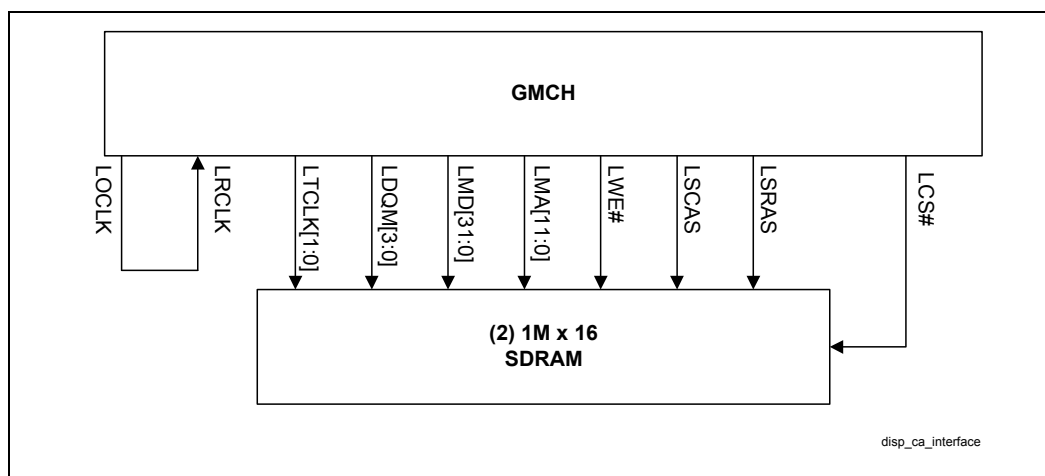 GMCH
LOCLK
LRCLK
LTCLK[1:0]
LDQM[3:0]
LMD[31:0]
LMA[11:0]
LWE#
LSCAS
LSRAS
LCS#
(2) 1M x 16
SDRAM
disp_ca_interface